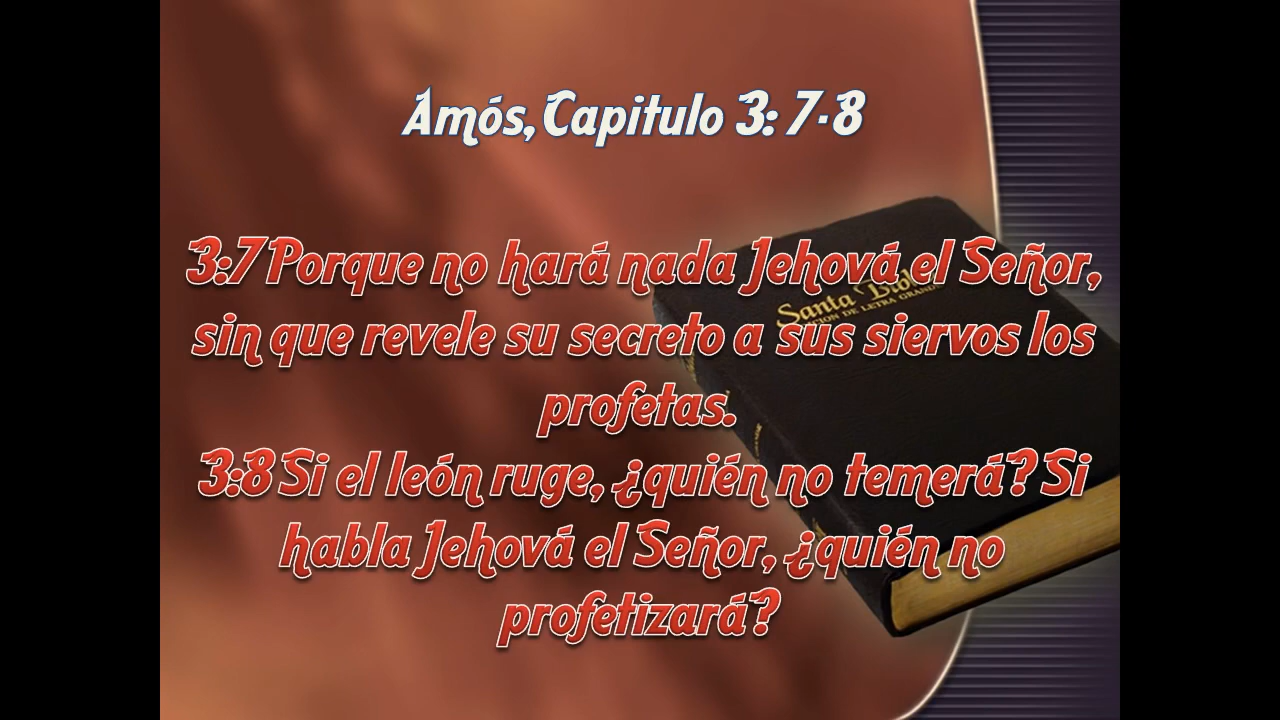 Amós, Capitulo 3: 7-8
3:7 Porque no hará nada Jehová el Señor,
sin que revele su secreto a sus siervos los
profetas.
3:8 Si el león ruge, ¿quién no temerá? Si
habla Jehová el Señor, ¿quién no
profetizará?
Santa
DE LETRA